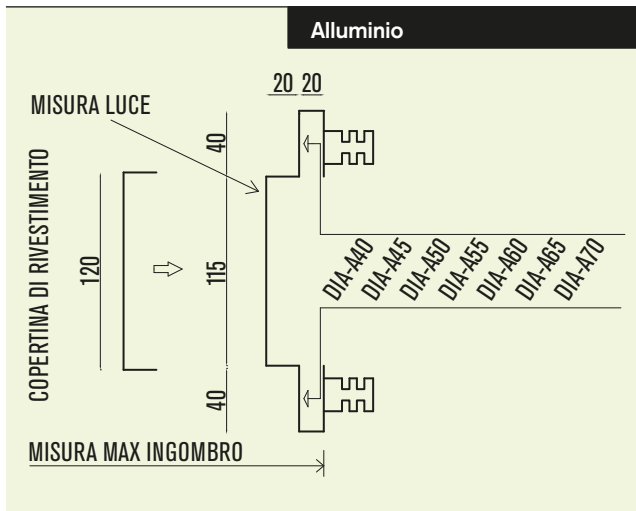 Alluminio
20 20
MISURA LUCE
40
COPERTINA DI RIVESTIMENTO
120
115
DIA-A40
DIA-A45
DIA-A50
DIA-A55
DIA-A60
DIA-A65
DIA-A70
40
MISURA MAX INGOMBRO